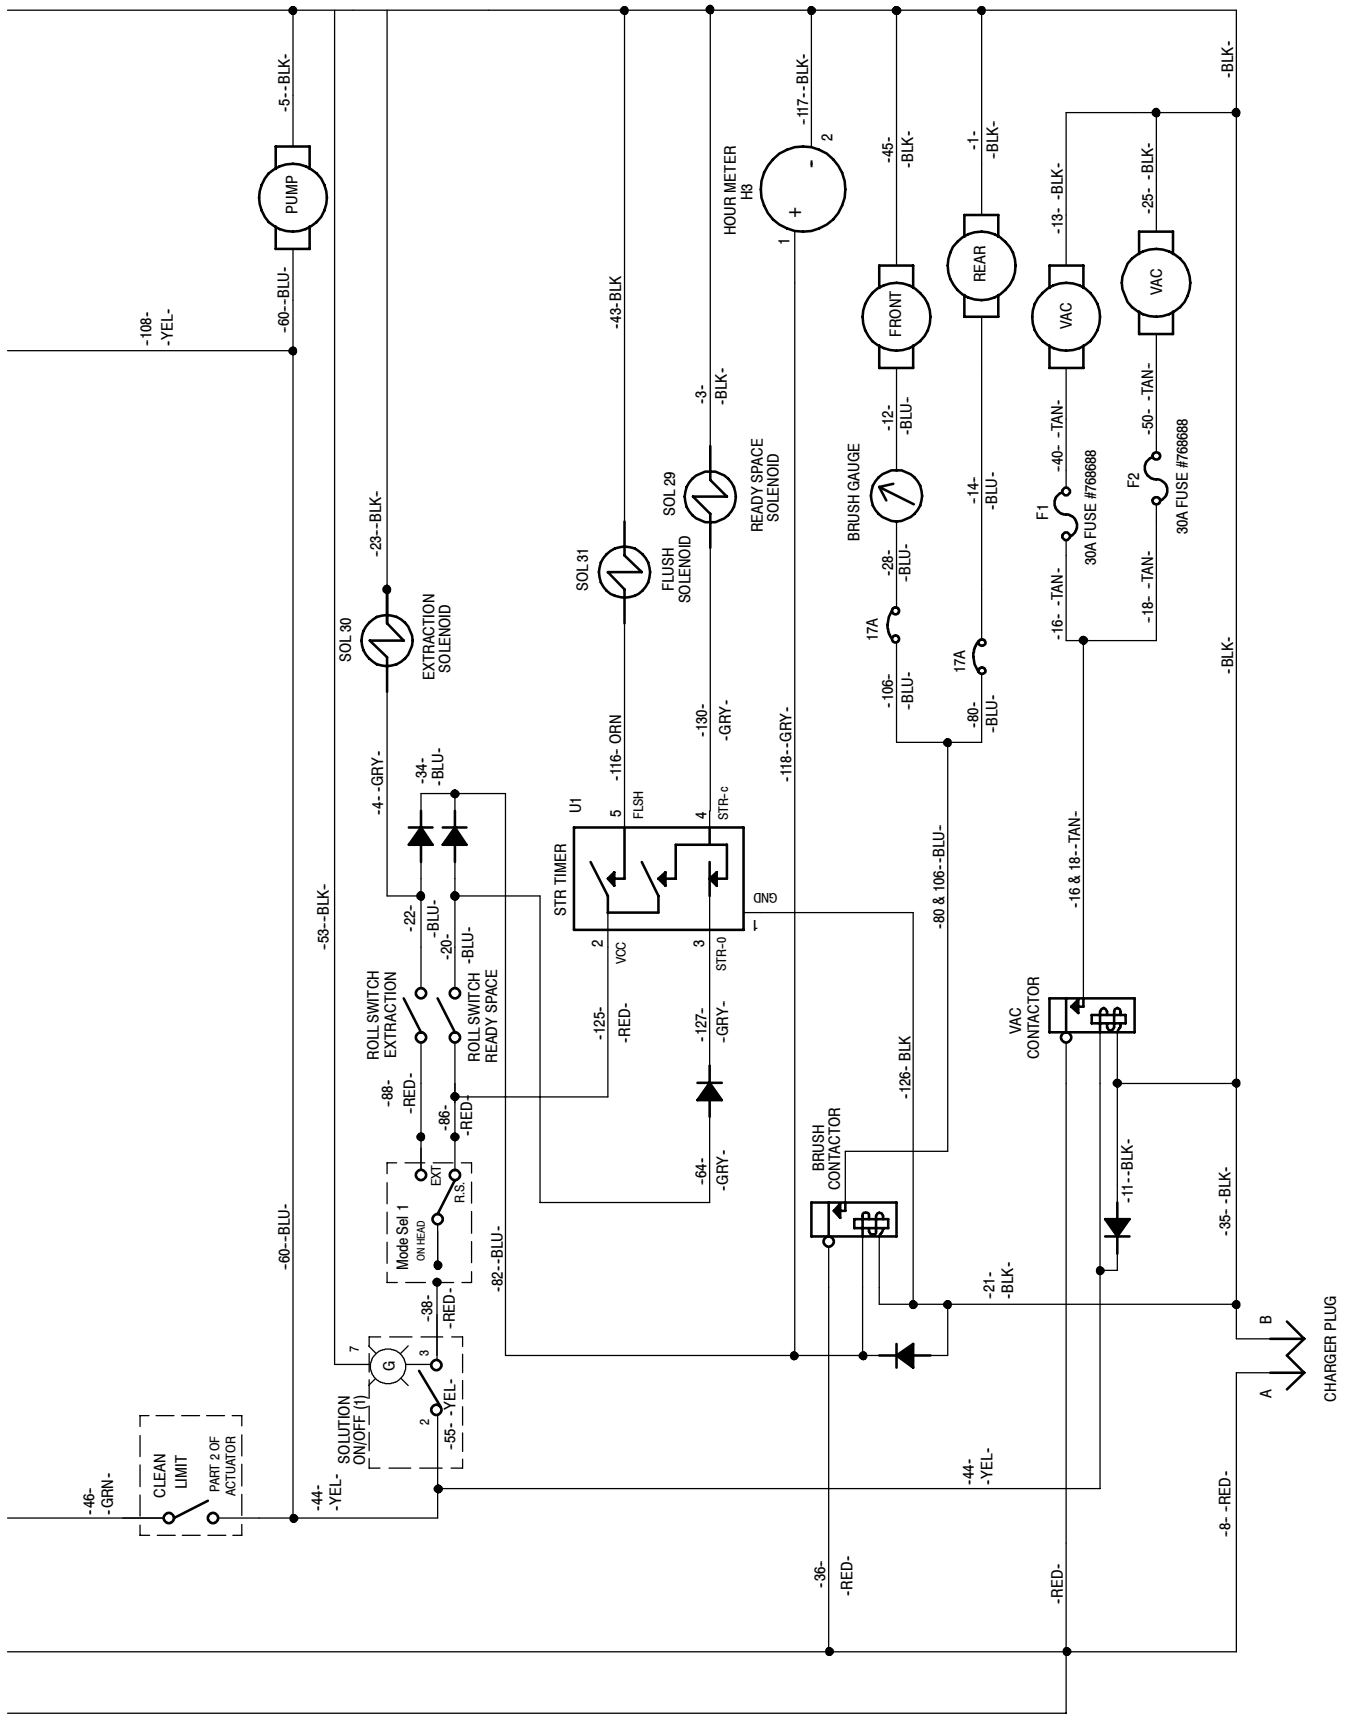 -5--BLK-
PUMP
-60--BLU-
-108-
-YEL-
-23--BLK-
SOL 30
EXTRACTION
SOLENOID
-4--GRY-
-53--BLK-
-43-BLK
SOL 31
FLUSH
SOLENOID
-116- ORN
-3-
-BLK-
SOL 29
READY SPACE
SOLENOID
-130-
-GRY-
HOUR METER
H3
+
-
1
2
-117--BLK-
-118--GRY-
-45-
-BLK-
FRONT
-12-
-BLU-
BRUSH GAUGE
-28-
-BLU-
17A
-106-
-BLU-
-1-
-BLK-
REAR
-14-
-BLU-
17A
-80-
-BLU-
-80 & 106--BLU-
-13- -BLK-
VAC
-40- -TAN-
F1
30A FUSE #768688
-16- -TAN-
-25- -BLK-
VAC
-50- -TAN-
F2
30A FUSE #768688
-18- -TAN-
-16 & 18--TAN-
-BLK-
-BLK-
-34-
-BLU-
-22-
-BLU-
-20-
-BLU-
ROLL SWITCH
EXTRACTION
ROLL SWITCH
READY SPACE
-88-
-RED-
-86-
-RED-
STR TIMER
U1
5
FLSH
4
STR-c
2
VCC
3
STR-0
GND
1
-125-
-RED-
-127-
-GRY-
-64-
-GRY-
-126- BLK
Mode Sel 1
ON HEAD
EXT
R.S.
-38-
-RED-
-82--BLU-
-60--BLU-
SOLUTION
ON/OFF (1)
7
G
3
2
-55- -YEL-
CLEAN
LIMIT
PART 2 OF
ACTUATOR
-46-
-GRN-
-44-
-YEL-
-44-
-YEL-
BRUSH
CONTACTOR
VAC
CONTACTOR
-11--BLK-
-21-
-BLK-
-35- -BLK-
-36-
-RED-
-RED-
-8- -RED-
A
B
CHARGER PLUG